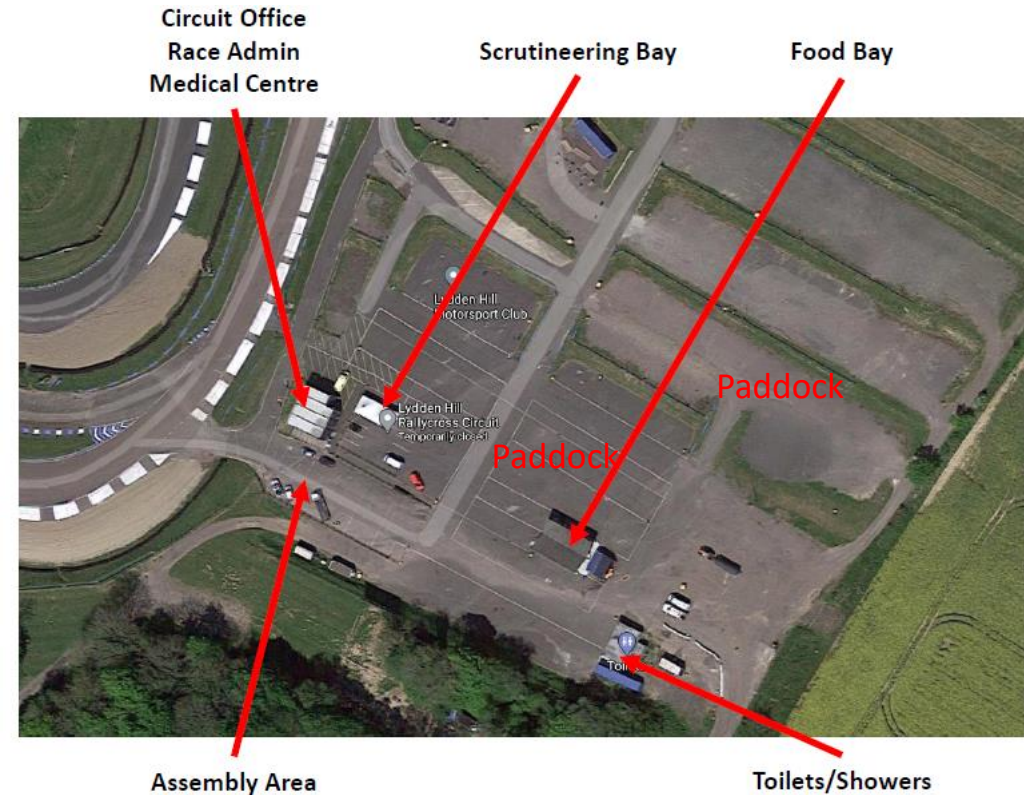 Circuit Office
Race Admin
Medical Centre
Scrutineering Bay
Food Bay
Lydden Hill
Motorsport Club
Paddock
Lydden Hill
Rallycross Circuit
Temporarily closed
Paddock
Assembly Area
Toilets/Showers